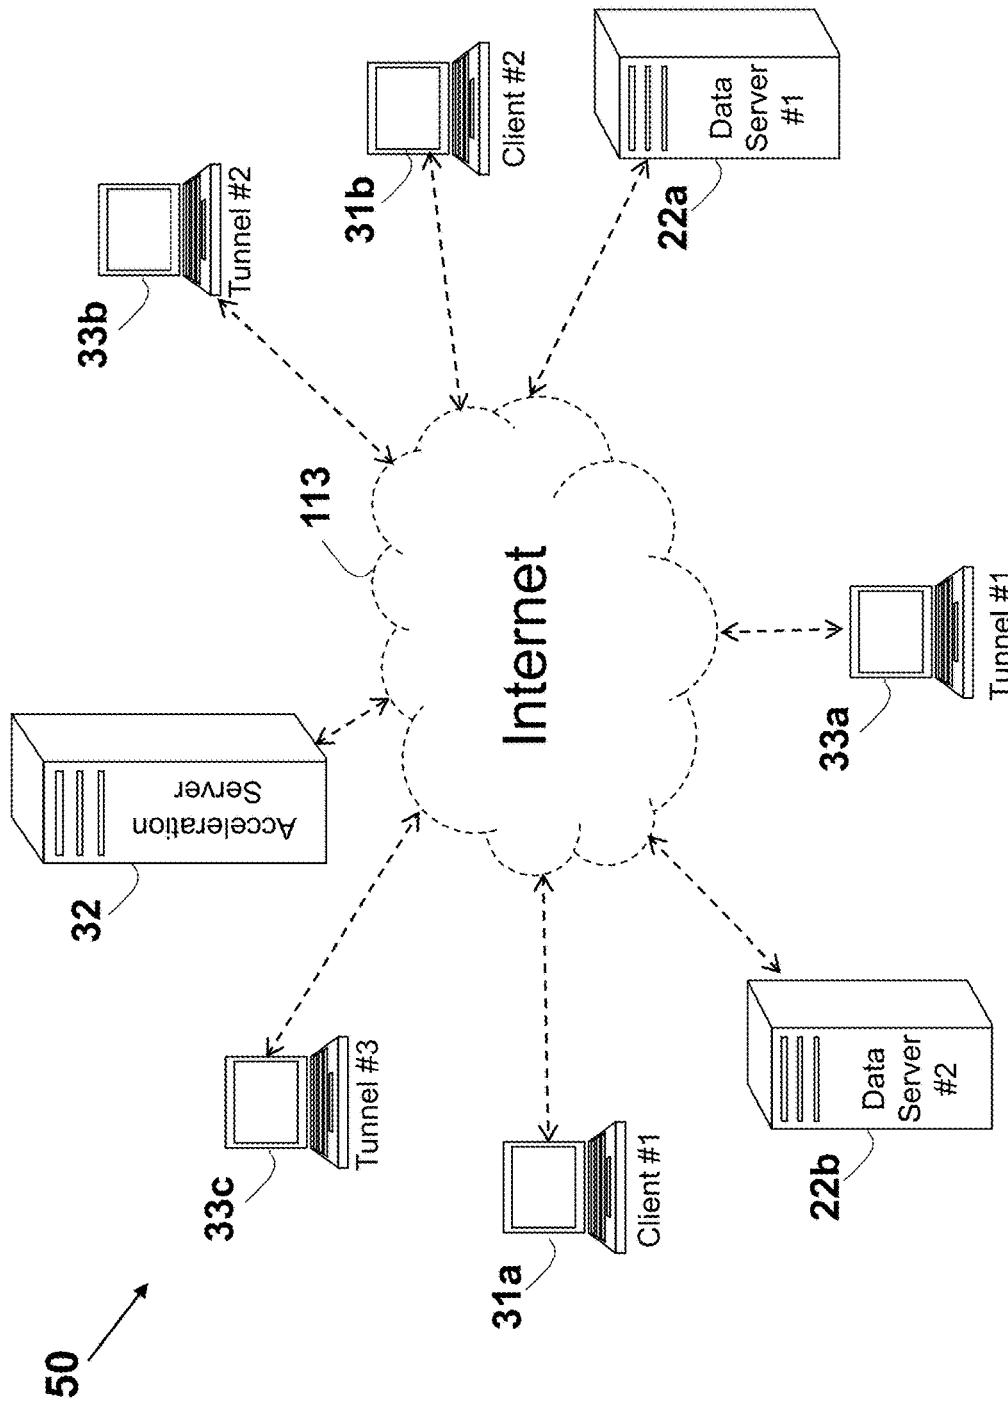 50
33c
Tunnel #3
32
Acceleration
Server
33b
Tunnel #2
113
31a
Client #1
Internet
31b
Client #2
22b
Data
Server
#2
33a
Tunnel #1
22a
Data
Server
#1